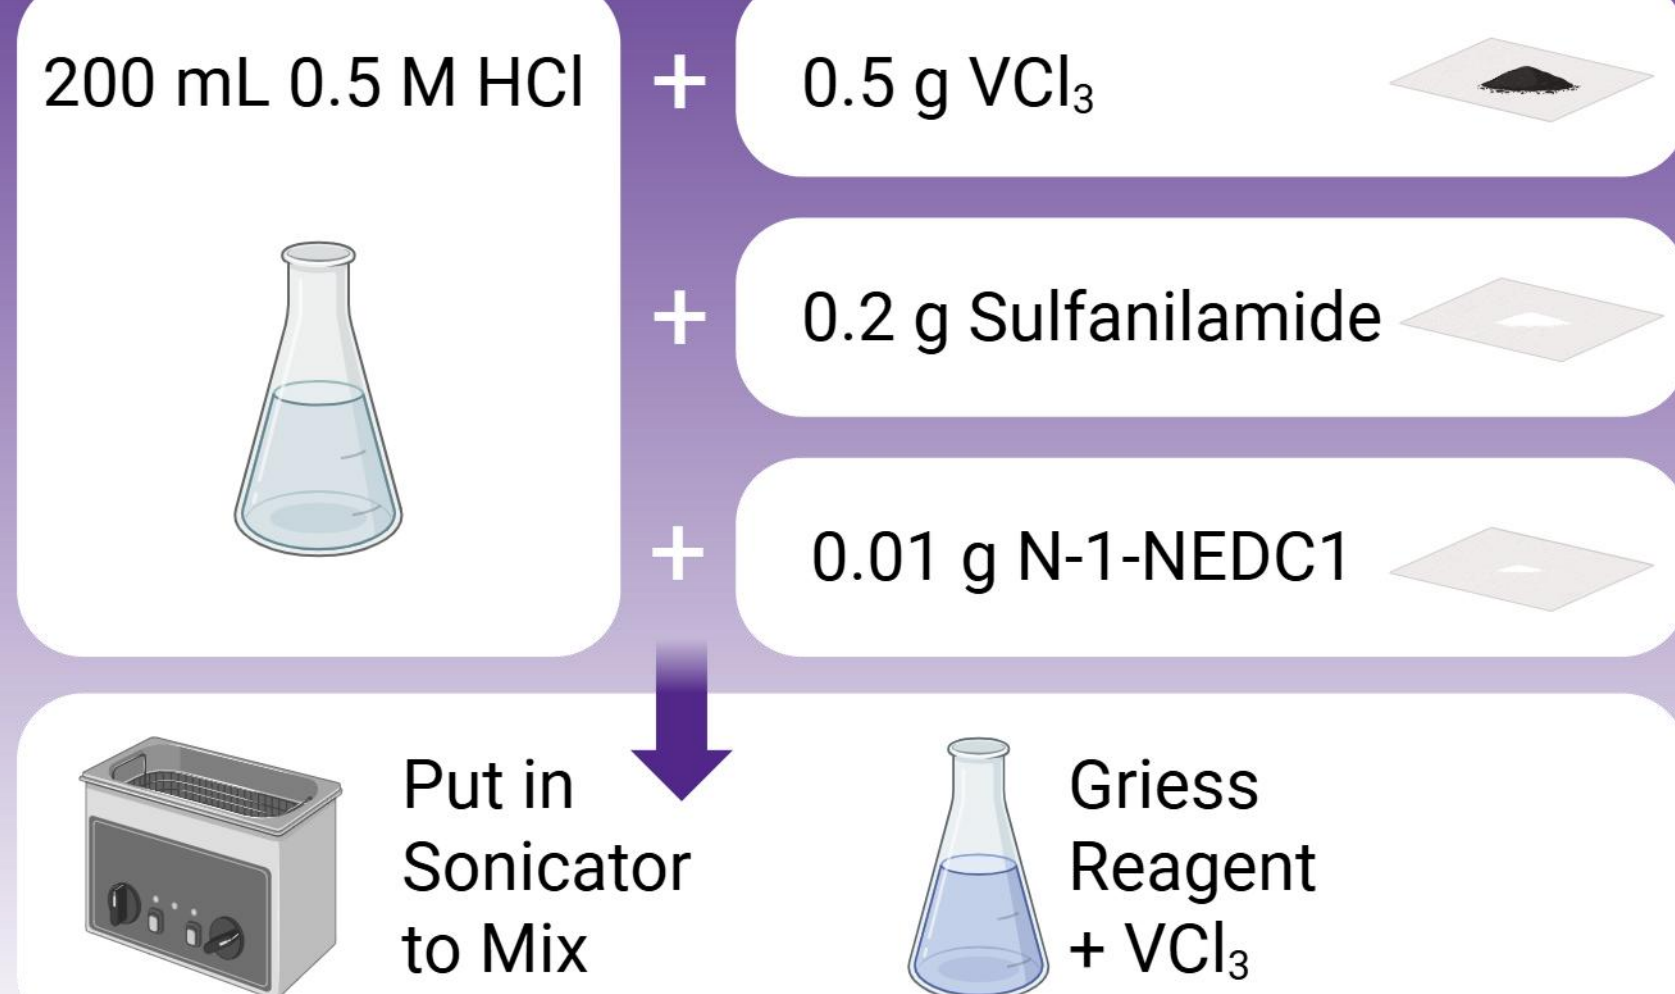 200 mL 0.5 M HCl
+
0.5 g VCl₃
+
0.2 g Sulfanilamide
+
0.01 g N-1-NEDC1
Put in
Sonicator
to Mix
Griess
Reagent
+ VCl₃